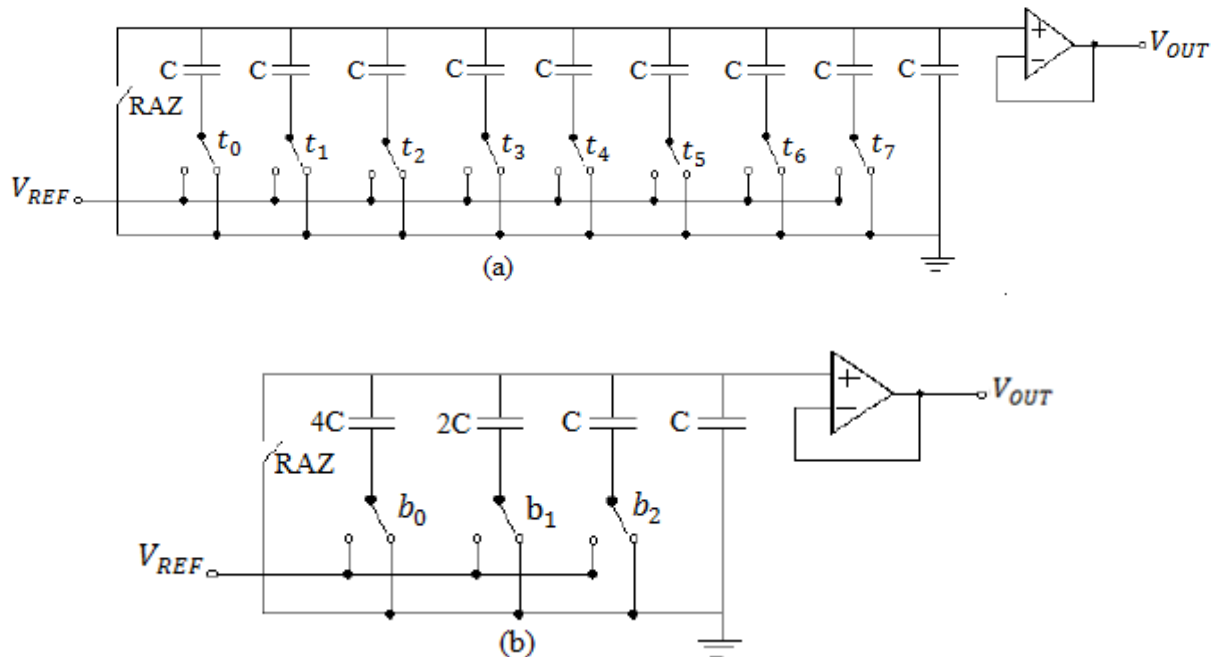 +
−
V_OUT
C C C C C C C C C
RAZ
t_0 t_1 t_2 t_3 t_4 t_5 t_6 t_7
V_REF
(a)
+
−
V_OUT
4C 2C C C
RAZ
b_0 b_1 b_2
V_REF
(b)